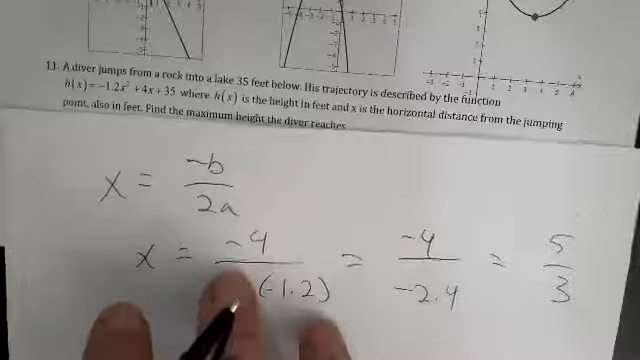 11. A diver jumps from a rock into a lake 35 feet below. His trajectory is described by the function
h(x) = -1.2x² + 4x + 35 where h(x) is the height in feet and x is the horizontal distance from the jumping
point, also in feet. Find the maximum height the diver reaches
x = -b/2a
x = -4/(-1.2) = -4/-2.4 = 5/3